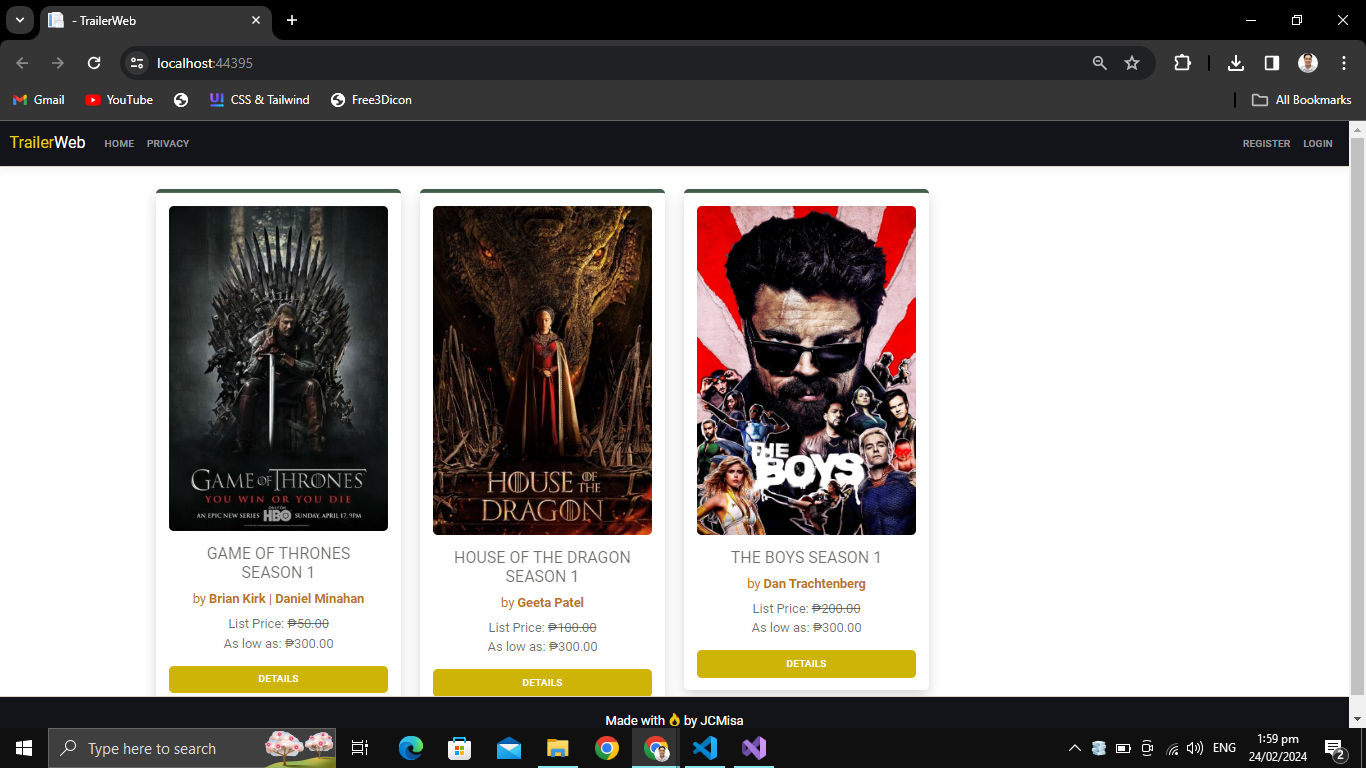 - TrailerWeb
localhost:44395
Gmail
YouTube
CSS & Tailwind
Free3Dicon
All Bookmarks
TrailerWeb
HOME
PRIVACY
REGISTER
LOGIN
GAME OF THRONES
YOU WIN OR YOU DIE
AN EPIC NEW SERIES HBO SUNDAY, APRIL 17, 9PM
GAME OF THRONES
SEASON 1
by Brian Kirk | Daniel Minahan
List Price: ₱50.00
As low as: ₱300.00
DETAILS
HOUSE OF THE
DRAGON
HOUSE OF THE DRAGON
SEASON 1
by Geeta Patel
List Price: ₱100.00
As low as: ₱300.00
DETAILS
THE
BOYS
THE BOYS SEASON 1
by Dan Trachtenberg
List Price: ₱200.00
As low as: ₱300.00
DETAILS
Made with 🔥 by JCMisa
Type here to search
ENG
1:59 pm
24/02/2024
2